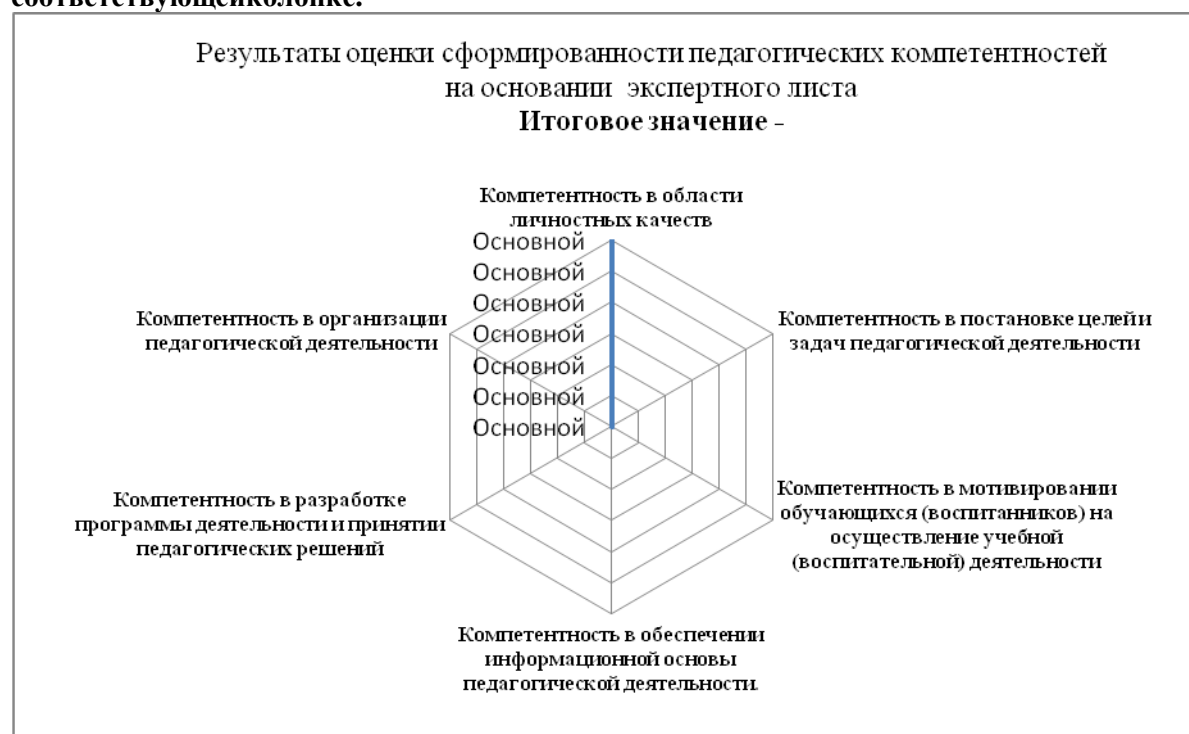 соответствующейколонке.
Результаты оценки сформированности педагогических компетентностей
на основании экспертного листа
Итоговое значение -
Компетентность в области
личностных качеств
Основной
Основной
Основной
Основной
Основной
Основной
Основной
Компетентность в организации
педагогической деятельности
Компетентность в постановке целей и
задач педагогической деятельности
Компетентность в разработке
программы деятельности и принятии
педагогических решений
Компетентность в мотивировании
обучающихся (воспитанников) на
осуществление учебной
(воспитательной) деятельности
Компетентность в обеспечении
информационной основы
педагогической деятельности.